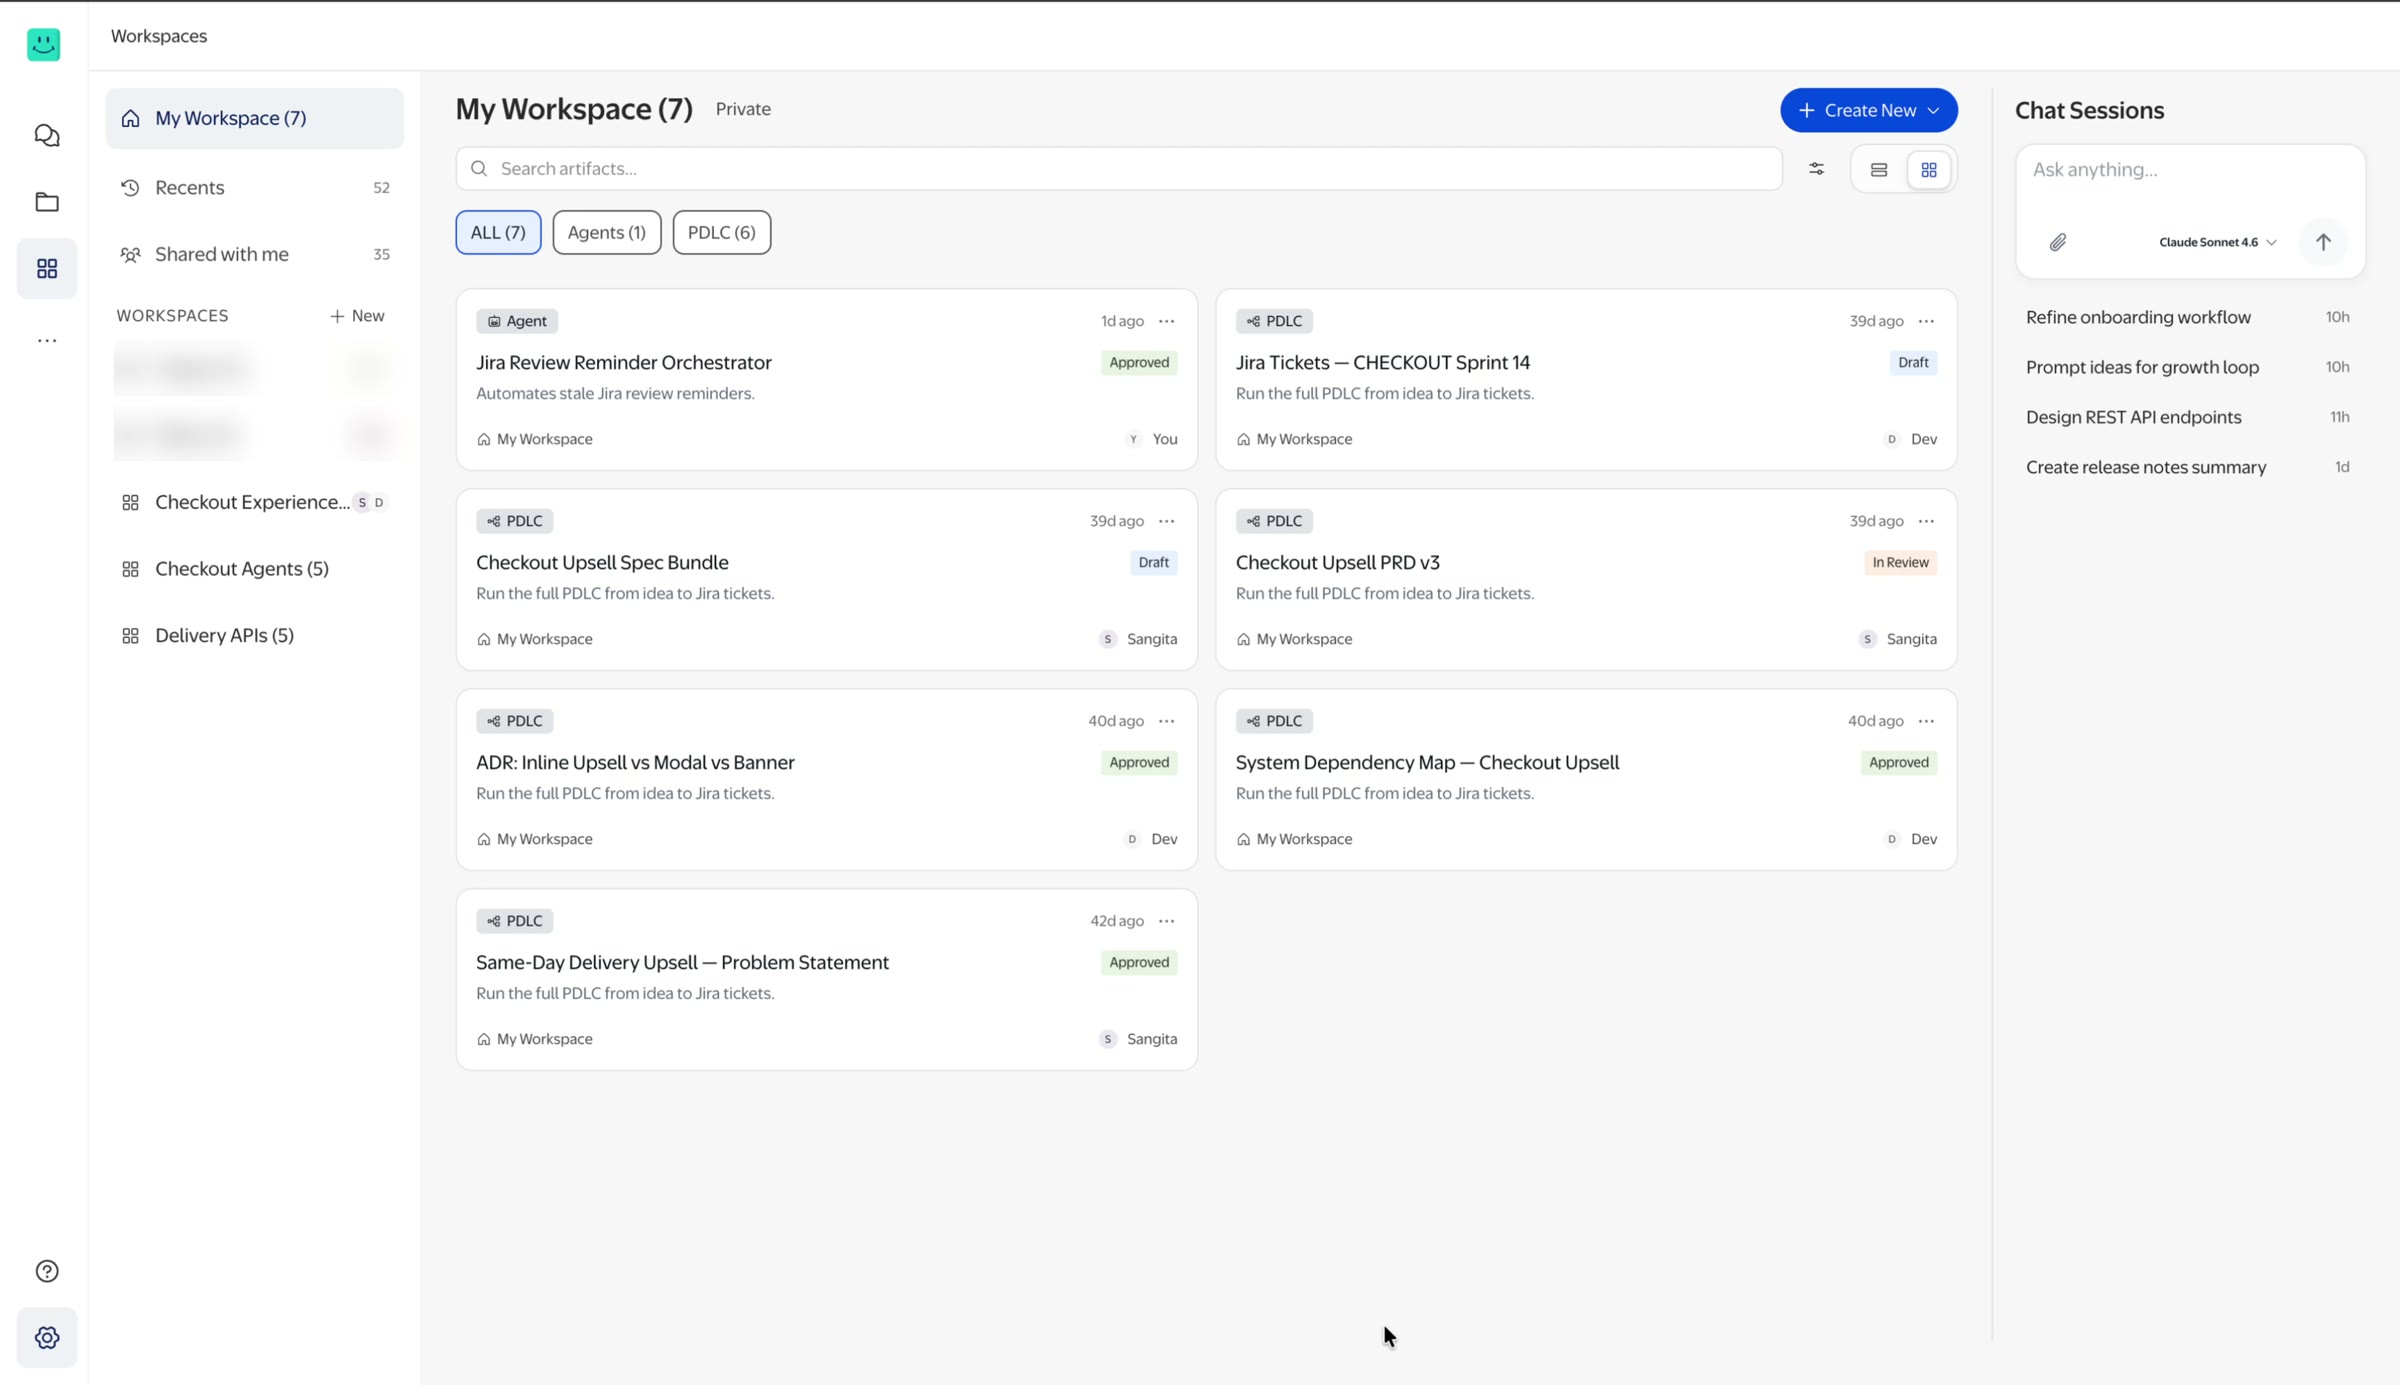 Workspaces
My Workspace (7)
Recents 52
Shared with me 35
WORKSPACES + New
Checkout Experience... S D
Checkout Agents (5)
Delivery APIs (5)
My Workspace (7) Private
+ Create New
Search artifacts...
ALL (7) Agents (1) PDLC (6)
Agent 1d ago ...
Jira Review Reminder Orchestrator Approved
Automates stale Jira review reminders.
My Workspace Y You
PDLC 39d ago ...
Jira Tickets — CHECKOUT Sprint 14 Draft
Run the full PDLC from idea to Jira tickets.
My Workspace D Dev
PDLC 39d ago ...
Checkout Upsell Spec Bundle Draft
Run the full PDLC from idea to Jira tickets.
My Workspace S Sangita
PDLC 39d ago ...
Checkout Upsell PRD v3 In Review
Run the full PDLC from idea to Jira tickets.
My Workspace S Sangita
PDLC 40d ago ...
ADR: Inline Upsell vs Modal vs Banner Approved
Run the full PDLC from idea to Jira tickets.
My Workspace D Dev
PDLC 40d ago ...
System Dependency Map — Checkout Upsell Approved
Run the full PDLC from idea to Jira tickets.
My Workspace D Dev
PDLC 42d ago ...
Same-Day Delivery Upsell — Problem Statement Approved
Run the full PDLC from idea to Jira tickets.
My Workspace S Sangita
Chat Sessions
Ask anything...
Claude Sonnet 4.6
Refine onboarding workflow 10h
Prompt ideas for growth loop 10h
Design REST API endpoints 11h
Create release notes summary 1d